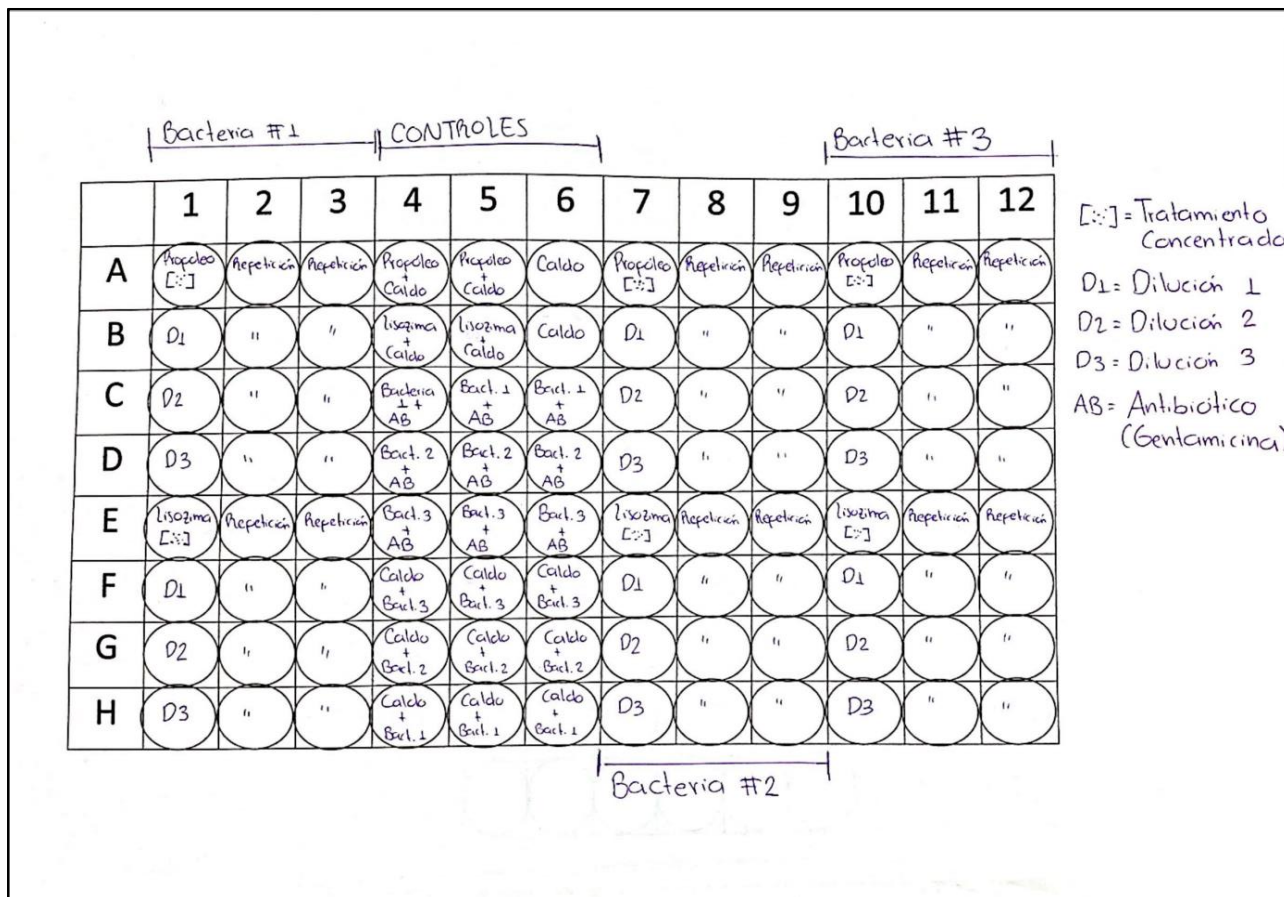 Bacteria #1 CONTROLES Bacteria #3
1 2 3 4 5 6 7 8 9 10 11 12
A Propóleo [:·:] Repetición Repetición Propóleo + Caldo Propóleo + Caldo Caldo Propóleo [:·:] Repetición Repetición Propóleo [:·:] Repetición Repetición
B D1 " " Lisozima + Caldo Lisozima + Caldo Caldo D1 " " D1 " "
C D2 " " Bacteria 1 + AB Bact. 1 + AB Bact. 1 + AB D2 " " D2 " "
D D3 " " Bact. 2 + AB Bact. 2 + AB Bact. 2 + AB D3 " " D3 " "
E Lisozima [:·:] Repetición Repetición Bact. 3 + AB Bact. 3 + AB Bact. 3 + AB Lisozima [:·:] Repetición Repetición Lisozima [:·:] Repetición Repetición
F D1 " " Caldo + Bact. 3 Caldo + Bact. 3 Caldo + Bact. 3 D1 " " D1 " "
G D2 " " Caldo + Bact. 2 Caldo + Bact. 2 Caldo + Bact. 2 D2 " " D2 " "
H D3 " " Caldo + Bact. 1 Caldo + Bact. 1 Caldo + Bact. 1 D3 " " D3 " "
Bacteria #2
[:·:] = Tratamiento
Concentrado
D1 = Dilución 1
D2 = Dilución 2
D3 = Dilución 3
AB = Antibiótico
(Gentamicina)